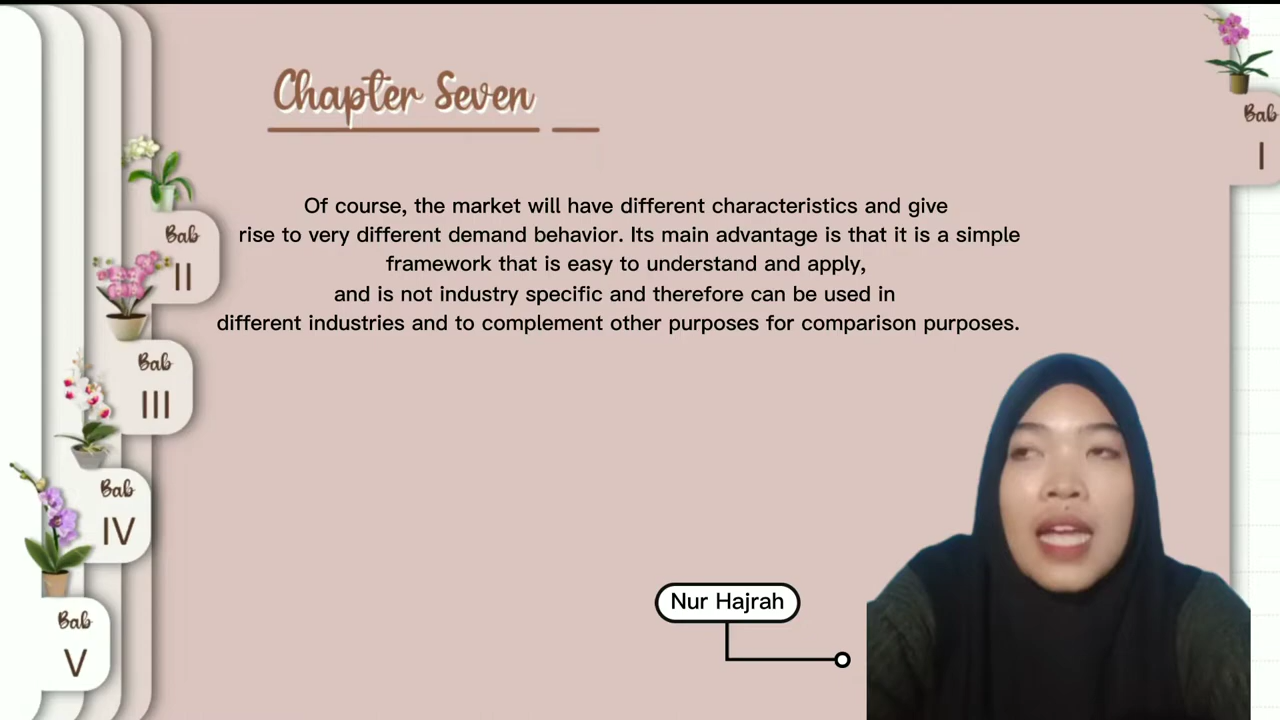 Chapter Seven
Of course, the market will have different characteristics and give
rise to very different demand behavior. Its main advantage is that it is a simple
framework that is easy to understand and apply,
and is not industry specific and therefore can be used in
different industries and to complement other purposes for comparison purposes.
Bab
I
Bab
II
Bab
III
Bab
IV
Bab
V
Nur Hajrah